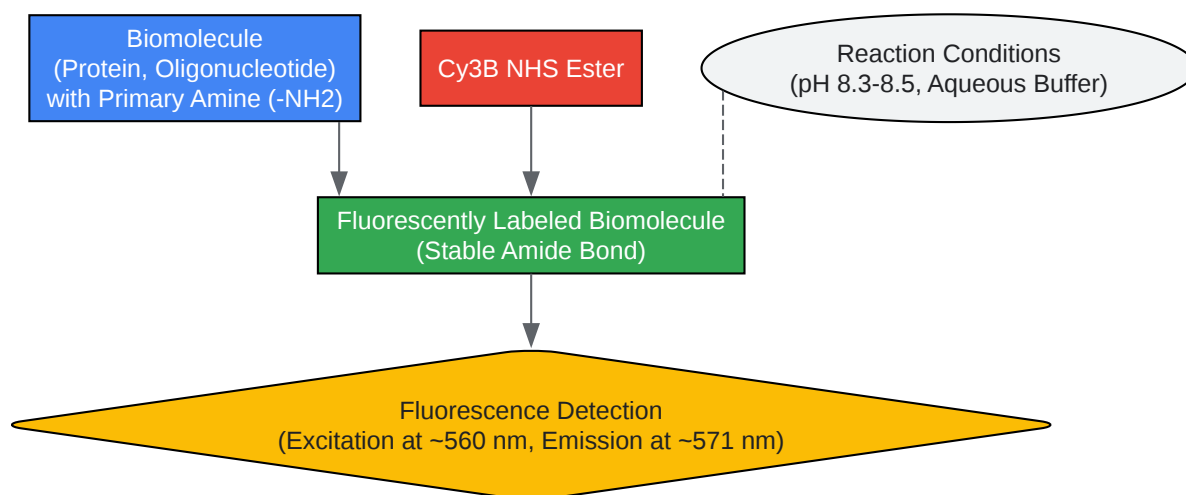 Biomolecule
(Protein, Oligonucleotide)
with Primary Amine (-NH2)
Cy3B NHS Ester
Reaction Conditions
(pH 8.3-8.5, Aqueous Buffer)
Fluorescently Labeled Biomolecule
(Stable Amide Bond)
Fluorescence Detection
(Excitation at ~560 nm, Emission at ~571 nm)